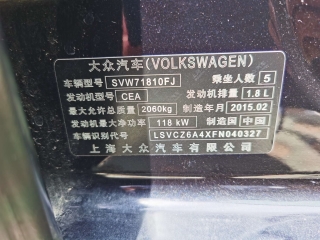 大众汽车(VOLKSWAGEN)
车辆型号 SVW71810FJ 乘坐人数 5
发动机型号 CEA 发动机排量 1.8 L
最大允许总质量 2060kg 制造年月 2015.02
发动机最大净功率 118 kW 制造国 中国
车辆识别代号 LSVCZ6A4XFN040327
上海大众汽车有限公司